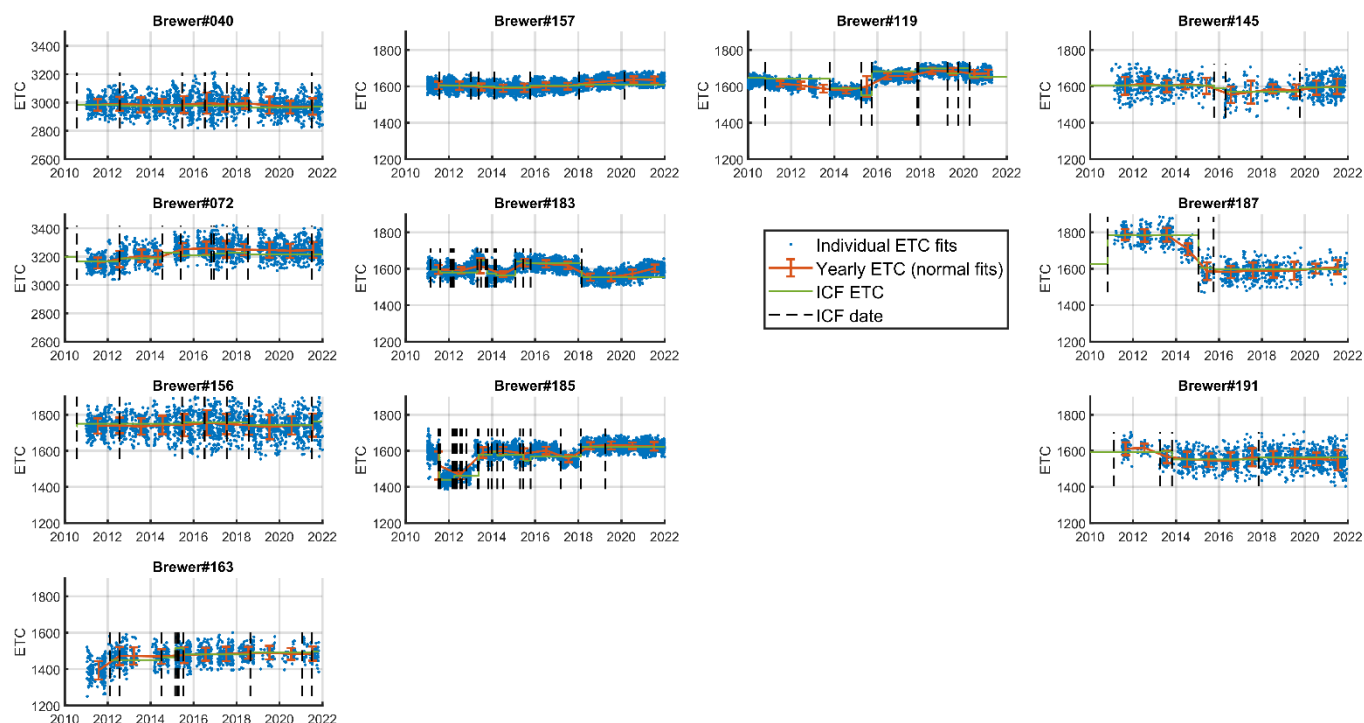 Brewer#040
3400
3200
3000
2800
2600
ETC
2010 2012 2014 2016 2018 2020 2022
Brewer#157
1800
1600
1400
1200
ETC
2010 2012 2014 2016 2018 2020 2022
Brewer#119
1800
1600
1400
1200
ETC
2010 2012 2014 2016 2018 2020 2022
Brewer#145
1800
1600
1400
1200
ETC
2010 2012 2014 2016 2018 2020 2022
Brewer#072
3400
3200
3000
2800
2600
ETC
2010 2012 2014 2016 2018 2020 2022
Brewer#183
1800
1600
1400
1200
ETC
2010 2012 2014 2016 2018 2020 2022
Individual ETC fits
Yearly ETC (normal fits)
ICF ETC
ICF date
Brewer#187
1800
1600
1400
1200
ETC
2010 2012 2014 2016 2018 2020 2022
Brewer#156
1800
1600
1400
1200
ETC
2010 2012 2014 2016 2018 2020 2022
Brewer#185
1800
1600
1400
1200
ETC
2010 2012 2014 2016 2018 2020 2022
Brewer#191
1800
1600
1400
1200
ETC
2010 2012 2014 2016 2018 2020 2022
Brewer#163
1800
1600
1400
1200
ETC
2010 2012 2014 2016 2018 2020 2022